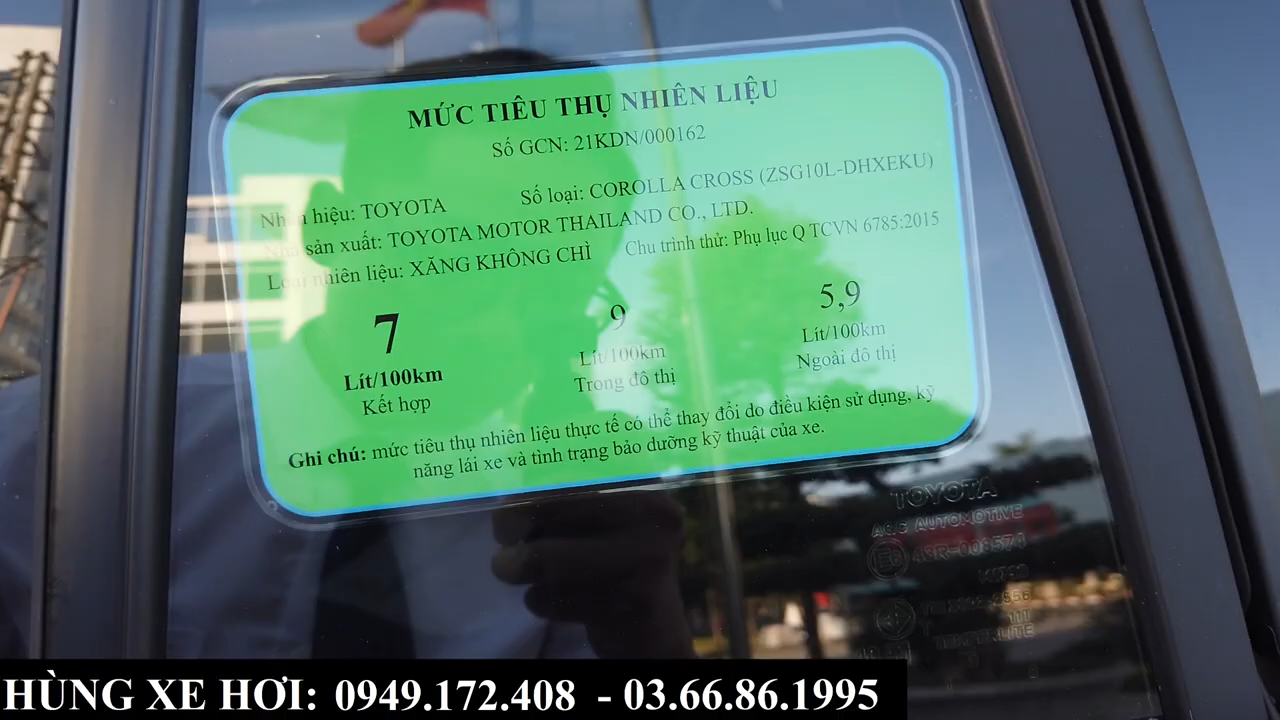 MỨC TIÊU THỤ NHIÊN LIỆU
Số GCN: 21KDN/000162
Nhãn hiệu: TOYOTA Số loại: COROLLA CROSS (ZSG10L-DHXEKU)
Nhà sản xuất: TOYOTA MOTOR THAILAND CO., LTD.
Loại nhiên liệu: XĂNG KHÔNG CHÌ Chu trình thử: Phụ lục Q TCVN 6785:2015
7 9 5,9
Lít/100km Lít/100km Lít/100km
Kết hợp Trong đô thị Ngoài đô thị
Ghi chú: mức tiêu thụ nhiên liệu thực tế có thể thay đổi do điều kiện sử dụng, kỹ
năng lái xe và tình trạng bảo dưỡng kỹ thuật của xe.
TOYOTA
AGC AUTOMOTIVE
43R-008574
HÙNG XE HƠI: 0949.172.408 - 03.66.86.1995